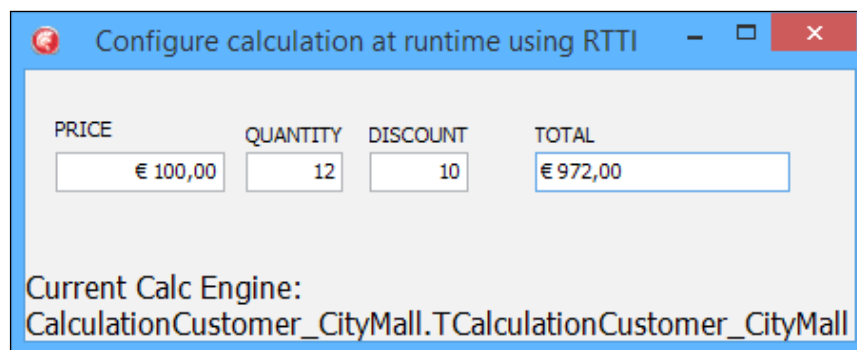 Configure calculation at runtime using RTTI
PRICE QUANTITY DISCOUNT TOTAL
€ 100,00 12 10 € 972,00
Current Calc Engine:
CalculationCustomer_CityMall.TCalculationCustomer_CityMall